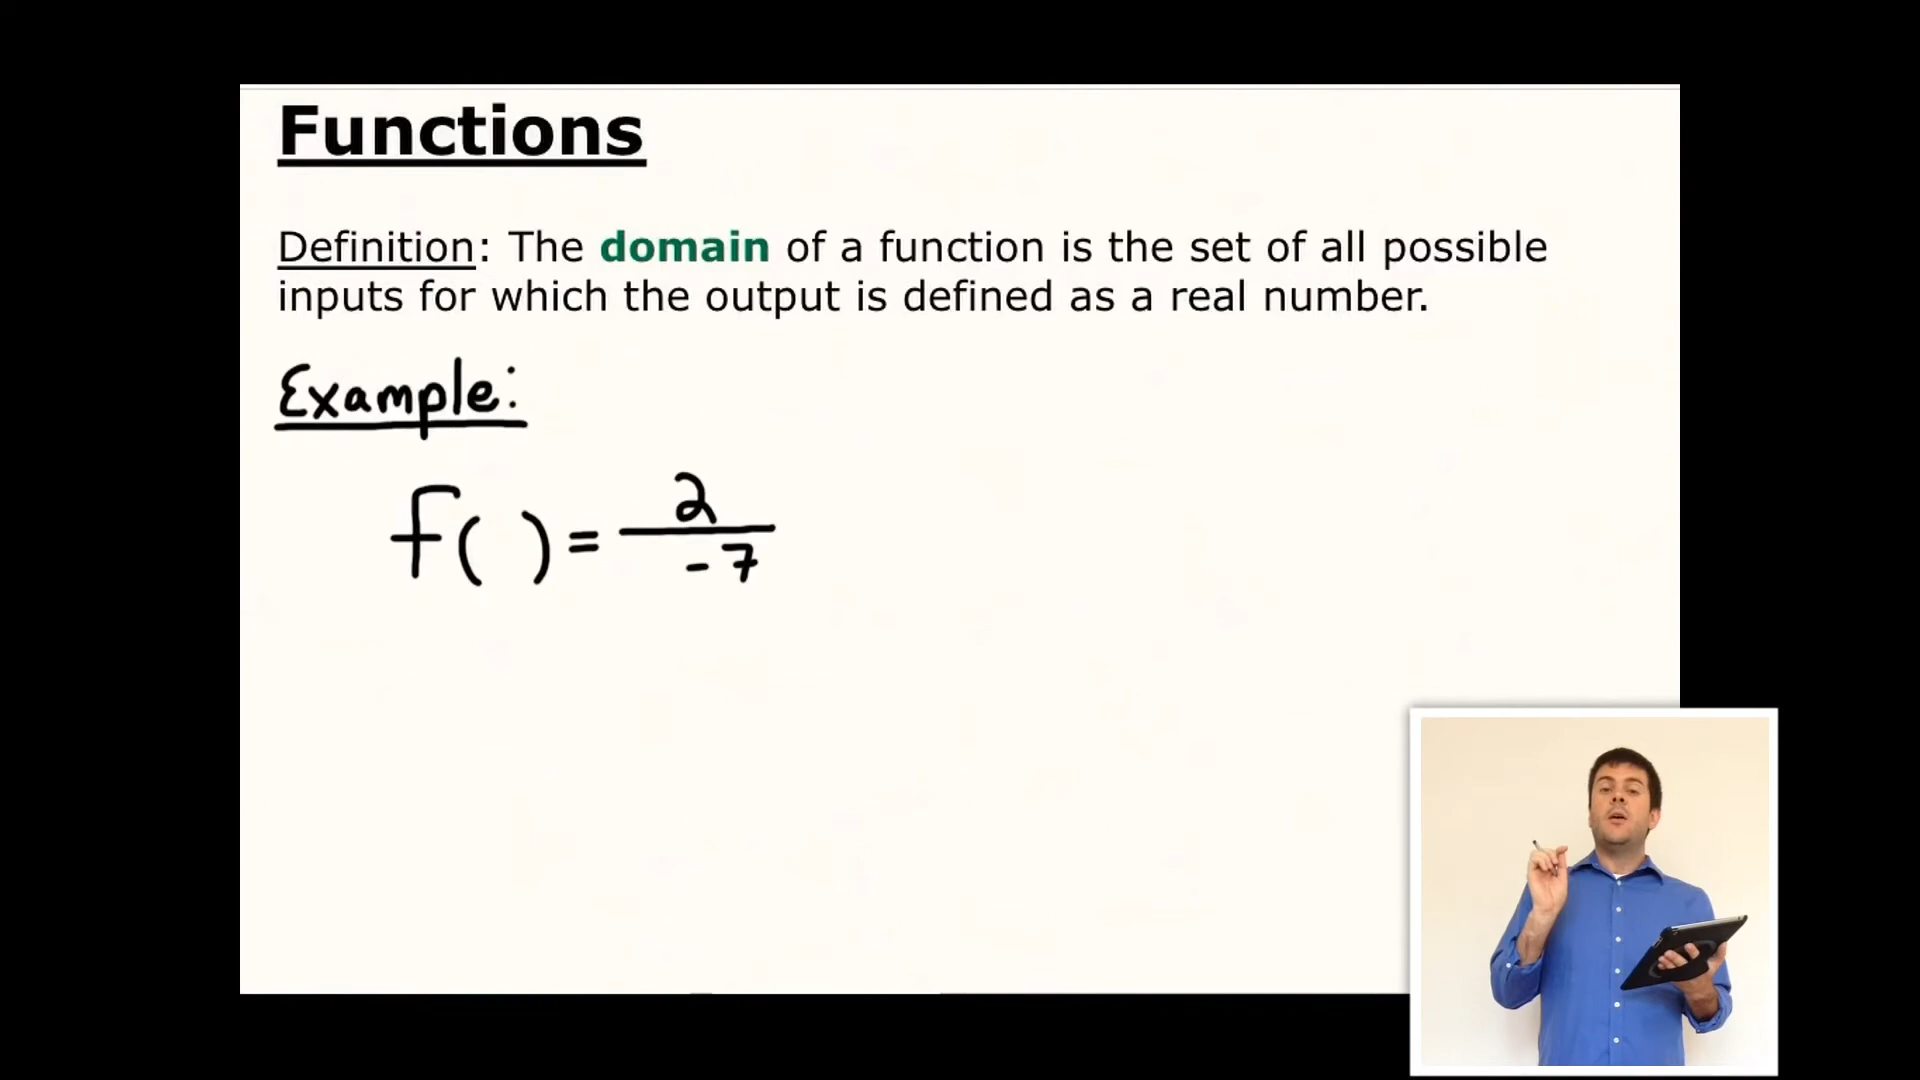 Functions
Definition: The domain of a function is the set of all possible
inputs for which the output is defined as a real number.
Example:
f( ) = 2
-7